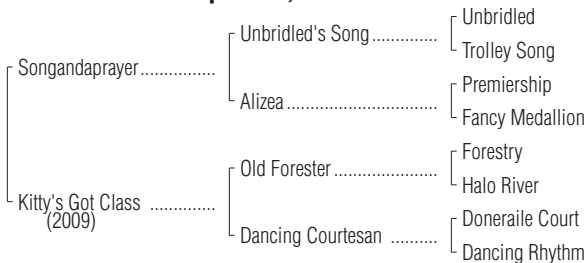 Unbridled
Unbridled's Song..............
Trolley Song
Songandaprayer................
Premiership
Alizea.................................
Fancy Medallion
Forestry
Old Forester .......................
Halo River
Kitty's Got Class ..............
(2009)
Doneraile Court
Dancing Courtesan ..........
Dancing Rhythm